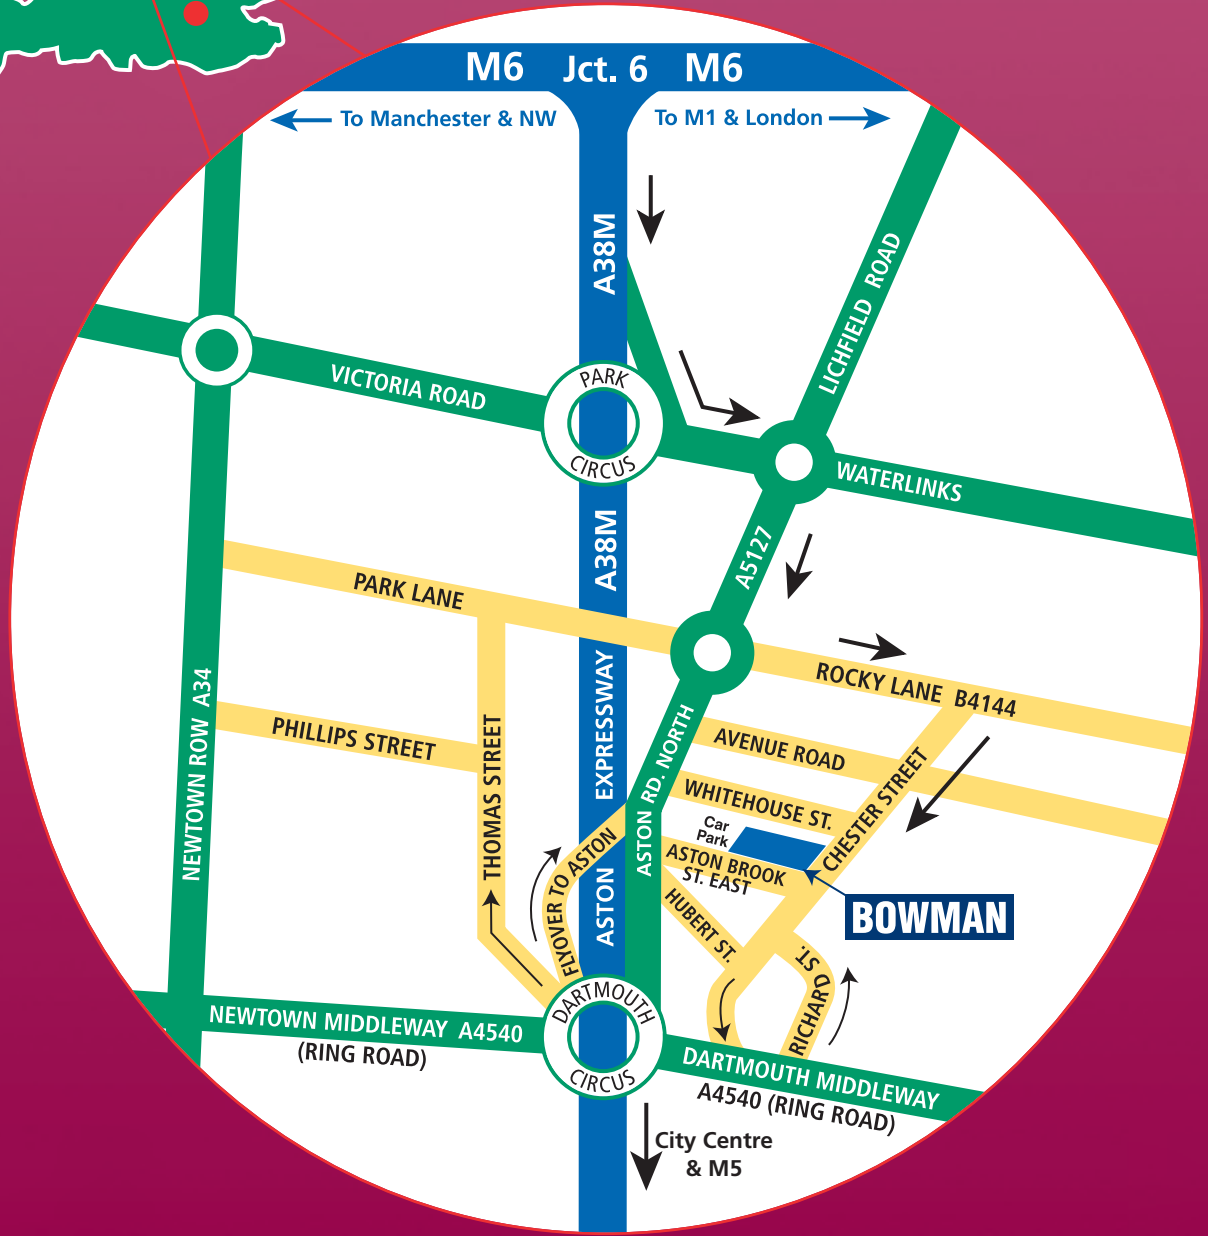 M6 Jct. 6 M6
To Manchester & NW
To M1 & London
A38M
LICHFIELD ROAD
VICTORIA ROAD
PARK
CIRCUS
WATERLINKS
A38M
A5127
PARK LANE
ROCKY LANE B4144
NEWTOWN ROW A34
PHILLIPS STREET
THOMAS STREET
ASTON EXPRESSWAY
ASTON RD. NORTH
AVENUE ROAD
WHITEHOUSE ST.
CHESTER STREET
Car
Park
ASTON BROOK
ST. EAST
FLYOVER TO ASTON
HUBERT ST.
BOWMAN
RICHARD ST.
DARTMOUTH
CIRCUS
NEWTOWN MIDDLEWAY A4540
(RING ROAD)
DARTMOUTH MIDDLEWAY
A4540 (RING ROAD)
City Centre
& M5